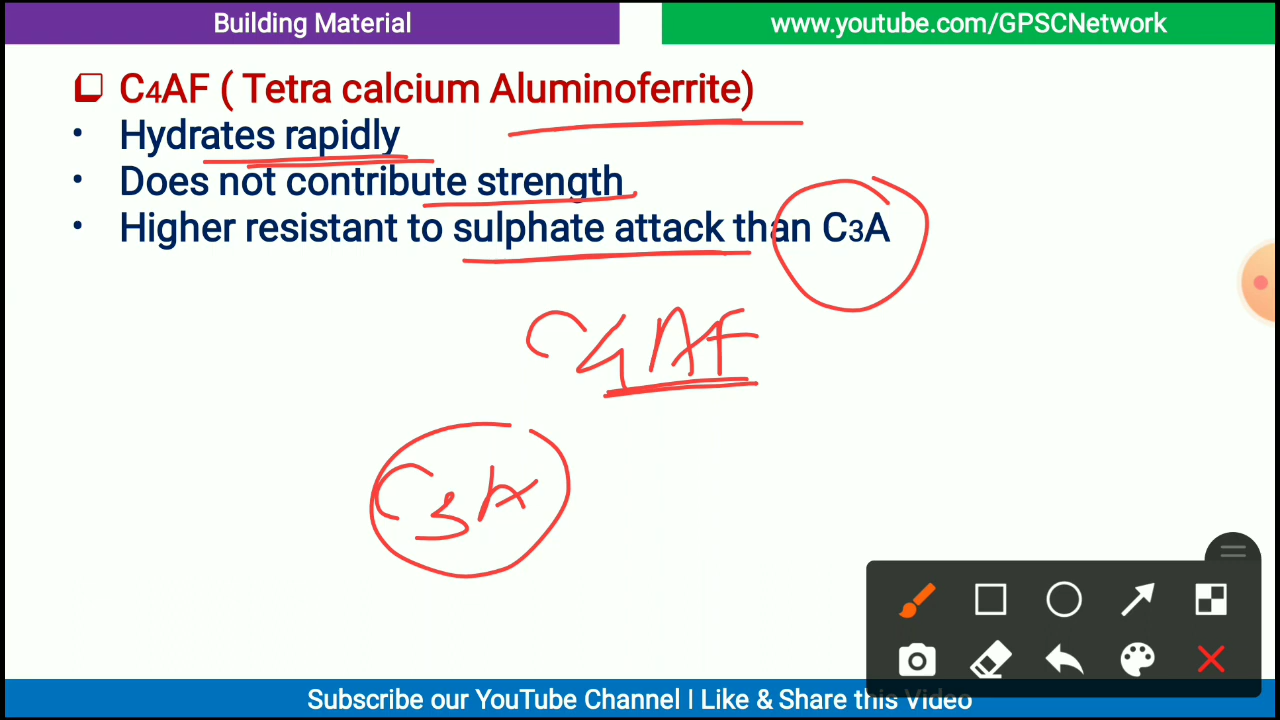 Building Material
www.youtube.com/GPSCNetwork
C4AF ( Tetra calcium Aluminoferrite)
• Hydrates rapidly
• Does not contribute strength
• Higher resistant to sulphate attack than C3A
C4AF
C3A
Subscribe our YouTube Channel I Like & Share this Video